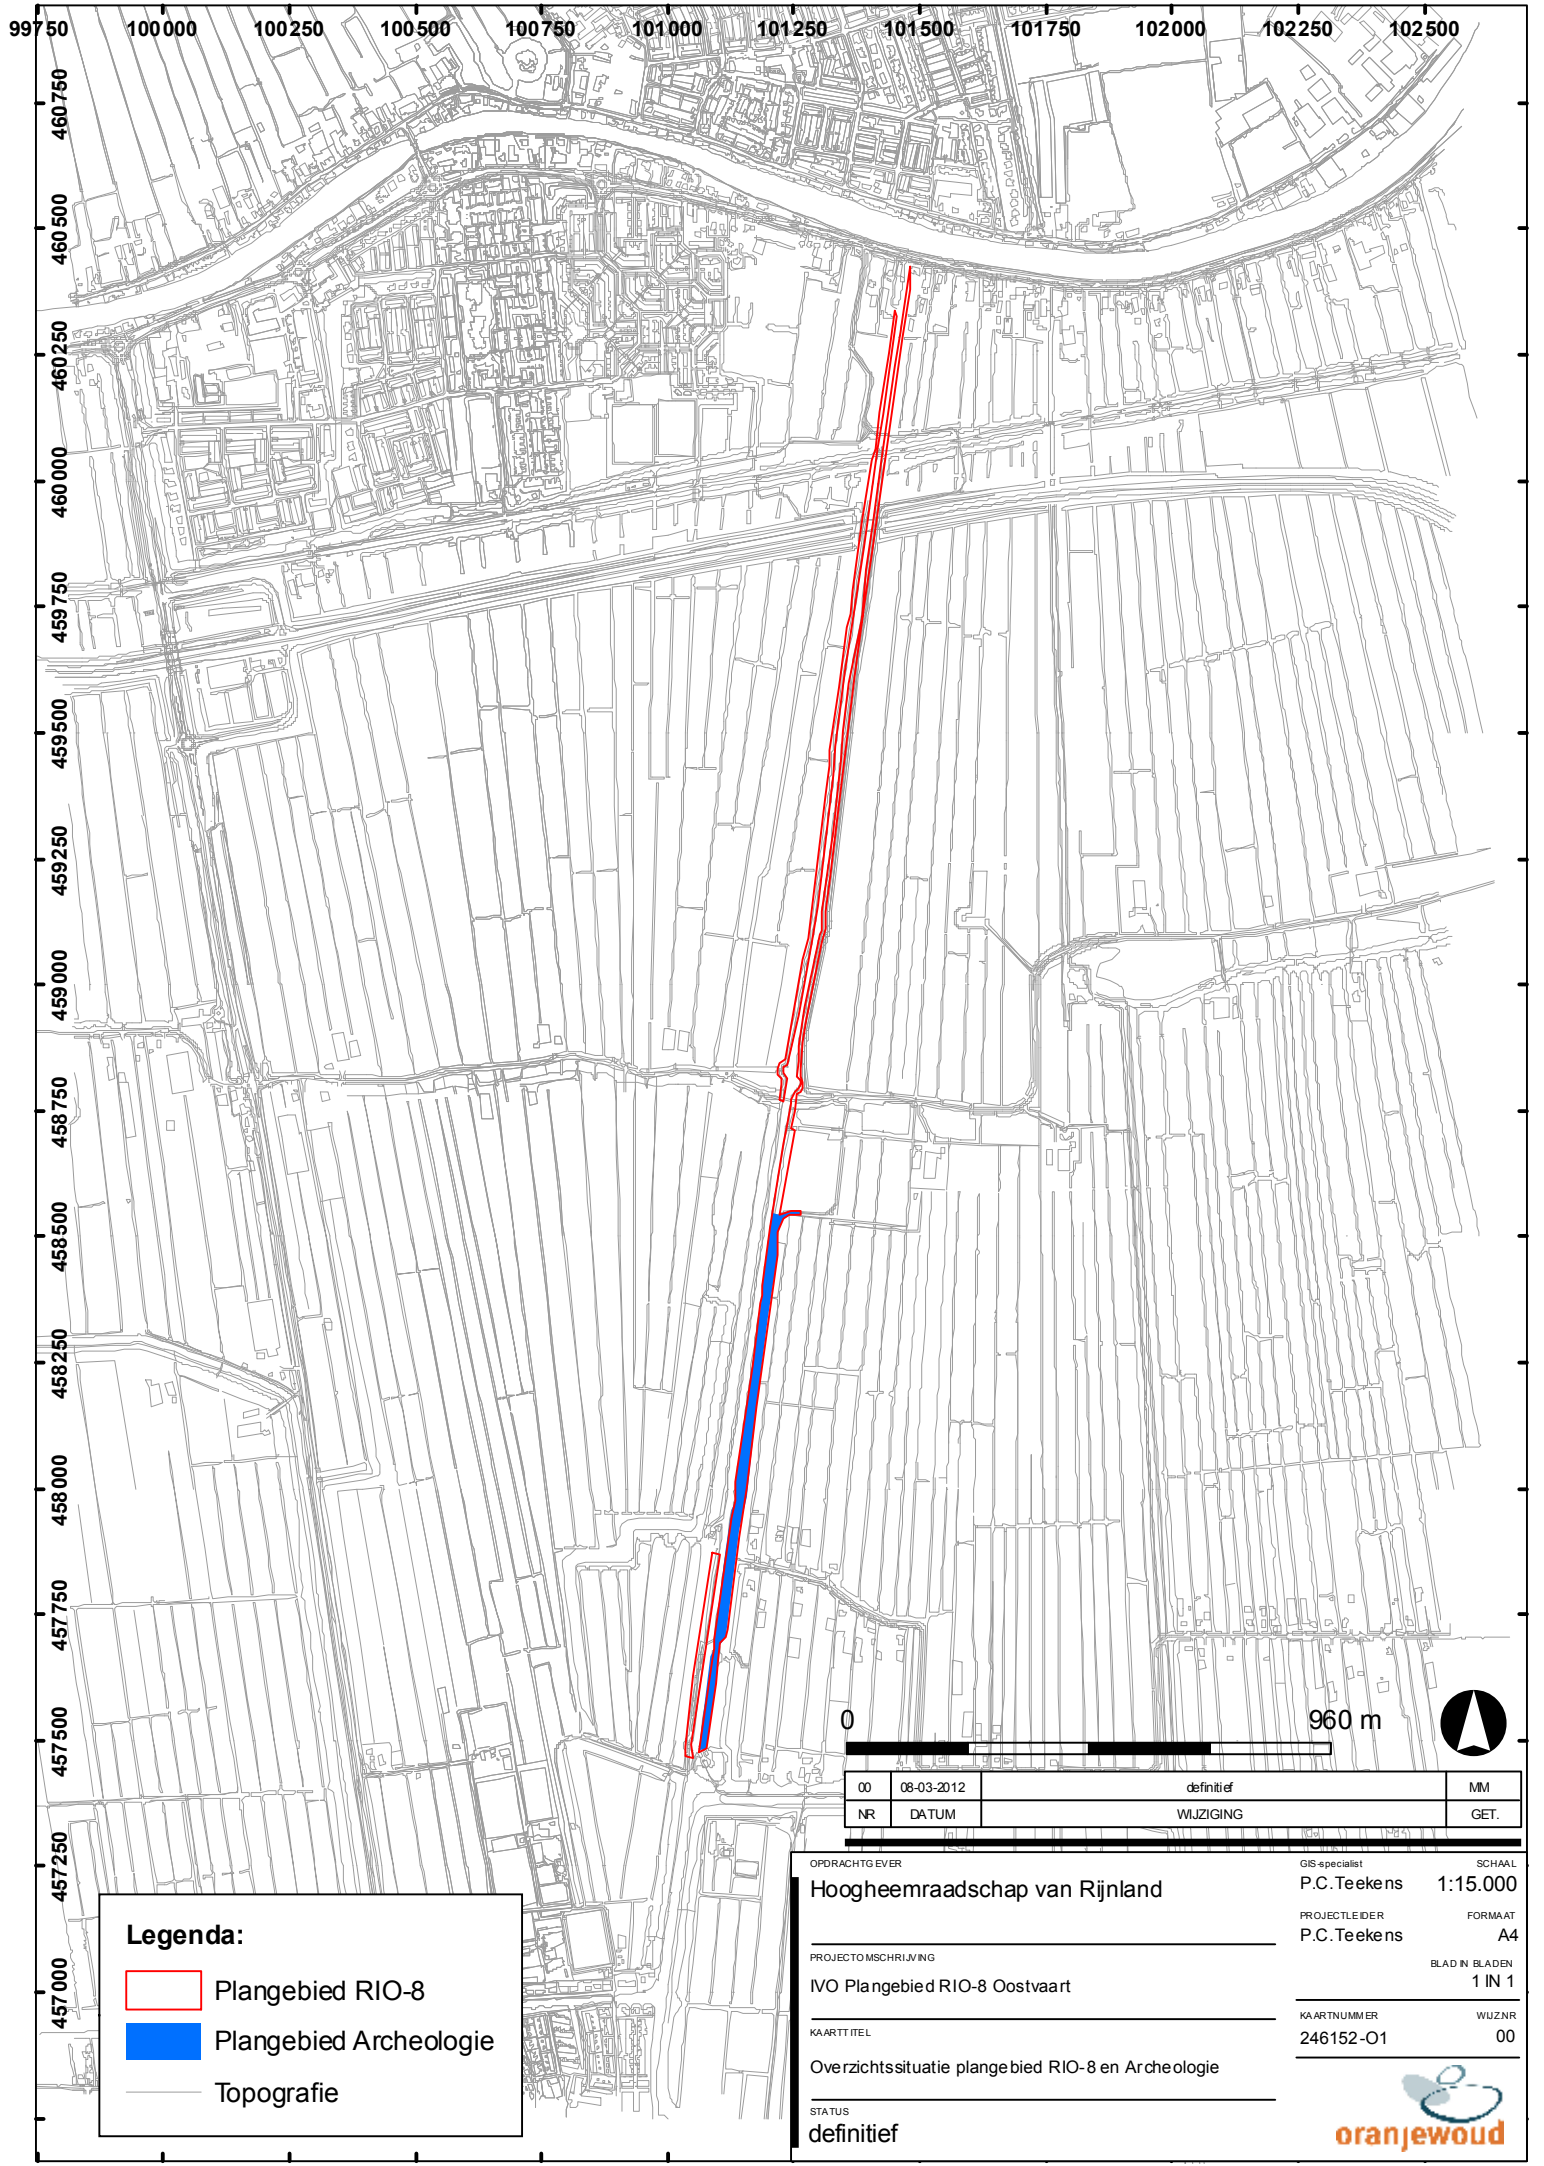 99750 100000 100250 100500 100750 101000 101250 101500 101750 102000 102250 102500
460750
460500
460250
460000
459750
459500
459250
459000
458750
458500
458250
458000
457750
457500
457250
457000
0 960 m
00 08-03-2012 definitief MM
NR DATUM WIJZIGING GET.
Legenda:
Plangebied RIO-8
Plangebied Archeologie
Topografie
OPDRACHTGEVER
Hoogheemraadschap van Rijnland
PROJECTOMSCHRIJVING
IVO Plangebied RIO-8 Oostvaart
KAARTTITEL
Overzichtssituatie plangebied RIO-8 en Archeologie
STATUS
definitief
GIS-specialist SCHAAL
P.C.Teekens 1:15.000
PROJECTLEIDER FORMAAT
P.C.Teekens A4
BLAD IN BLADEN
1 IN 1
KAARTNUMMER WIJZ.NR
246152-O1 00
oranjewoud